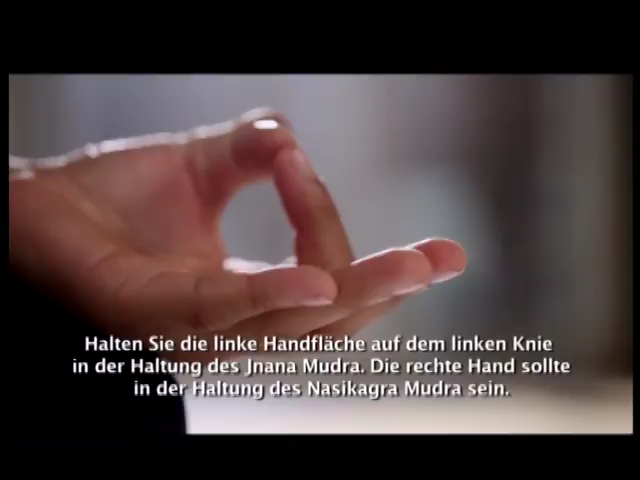 Halten Sie die linke Handfläche auf dem linken Knie
in der Haltung des Jnana Mudra. Die rechte Hand sollte
in der Haltung des Nasikagra Mudra sein.